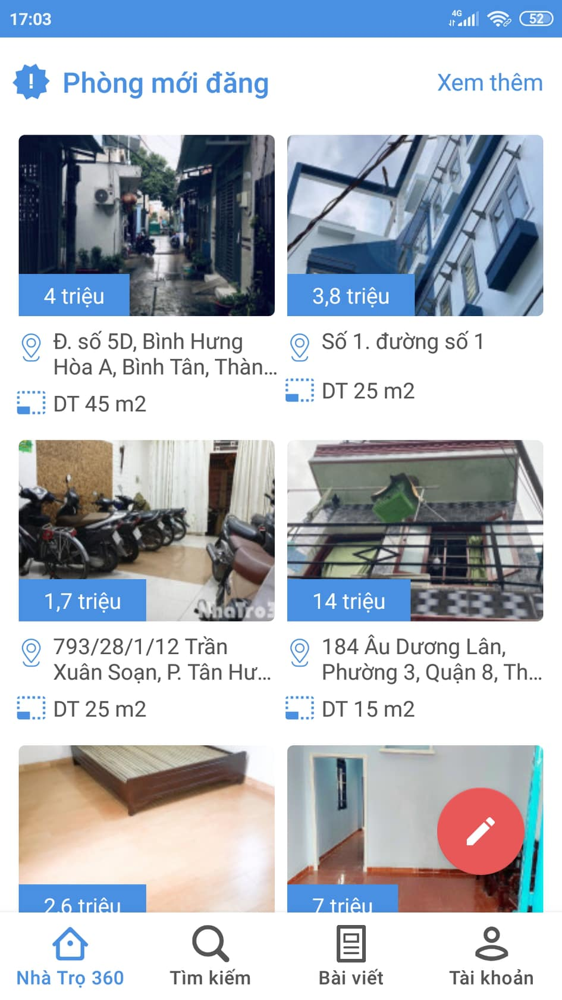 17:03
4G
52
Phòng mới đăng
Xem thêm
4 triệu
3,8 triệu
Đ. số 5D, Bình Hưng
Hòa A, Bình Tân, Thàn...
DT 45 m2
Số 1. đường số 1
DT 25 m2
NhaTro3
1,7 triệu
14 triệu
793/28/1/12 Trần
Xuân Soạn, P. Tân Hư...
DT 25 m2
184 Âu Dương Lân,
Phường 3, Quận 8, Th...
DT 15 m2
2,6 triệu
7 triệu
Nhà Trọ 360
Tìm kiếm
Bài viết
Tài khoản